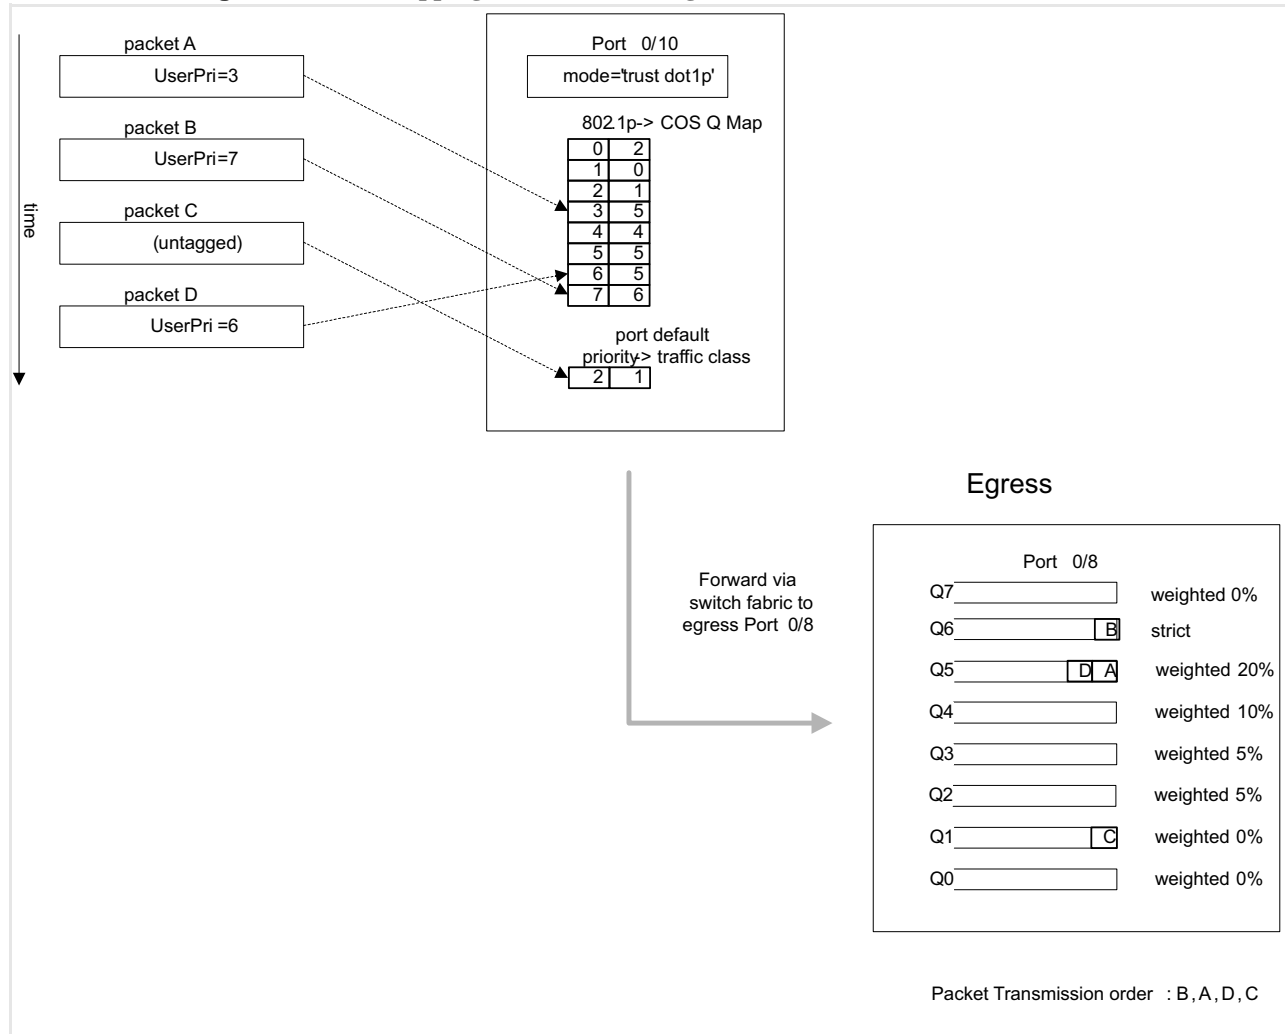 packet A
UserPri=3
packet B
UserPri=7
packet C
(untagged)
packet D
UserPri =6
time
Port 0/10
mode='trust dot1p'
802.1p-> COS Q Map
0 2
1 0
2 1
3 5
4 4
5 5
6 5
7 6
port default
priority-> traffic class
2 1
Forward via
switch fabric to
egress Port 0/8
Egress
Port 0/8
Q7 weighted 0%
Q6 B strict
Q5 D A weighted 20%
Q4 weighted 10%
Q3 weighted 5%
Q2 weighted 5%
Q1 C weighted 0%
Q0 weighted 0%
Packet Transmission order : B, A, D, C